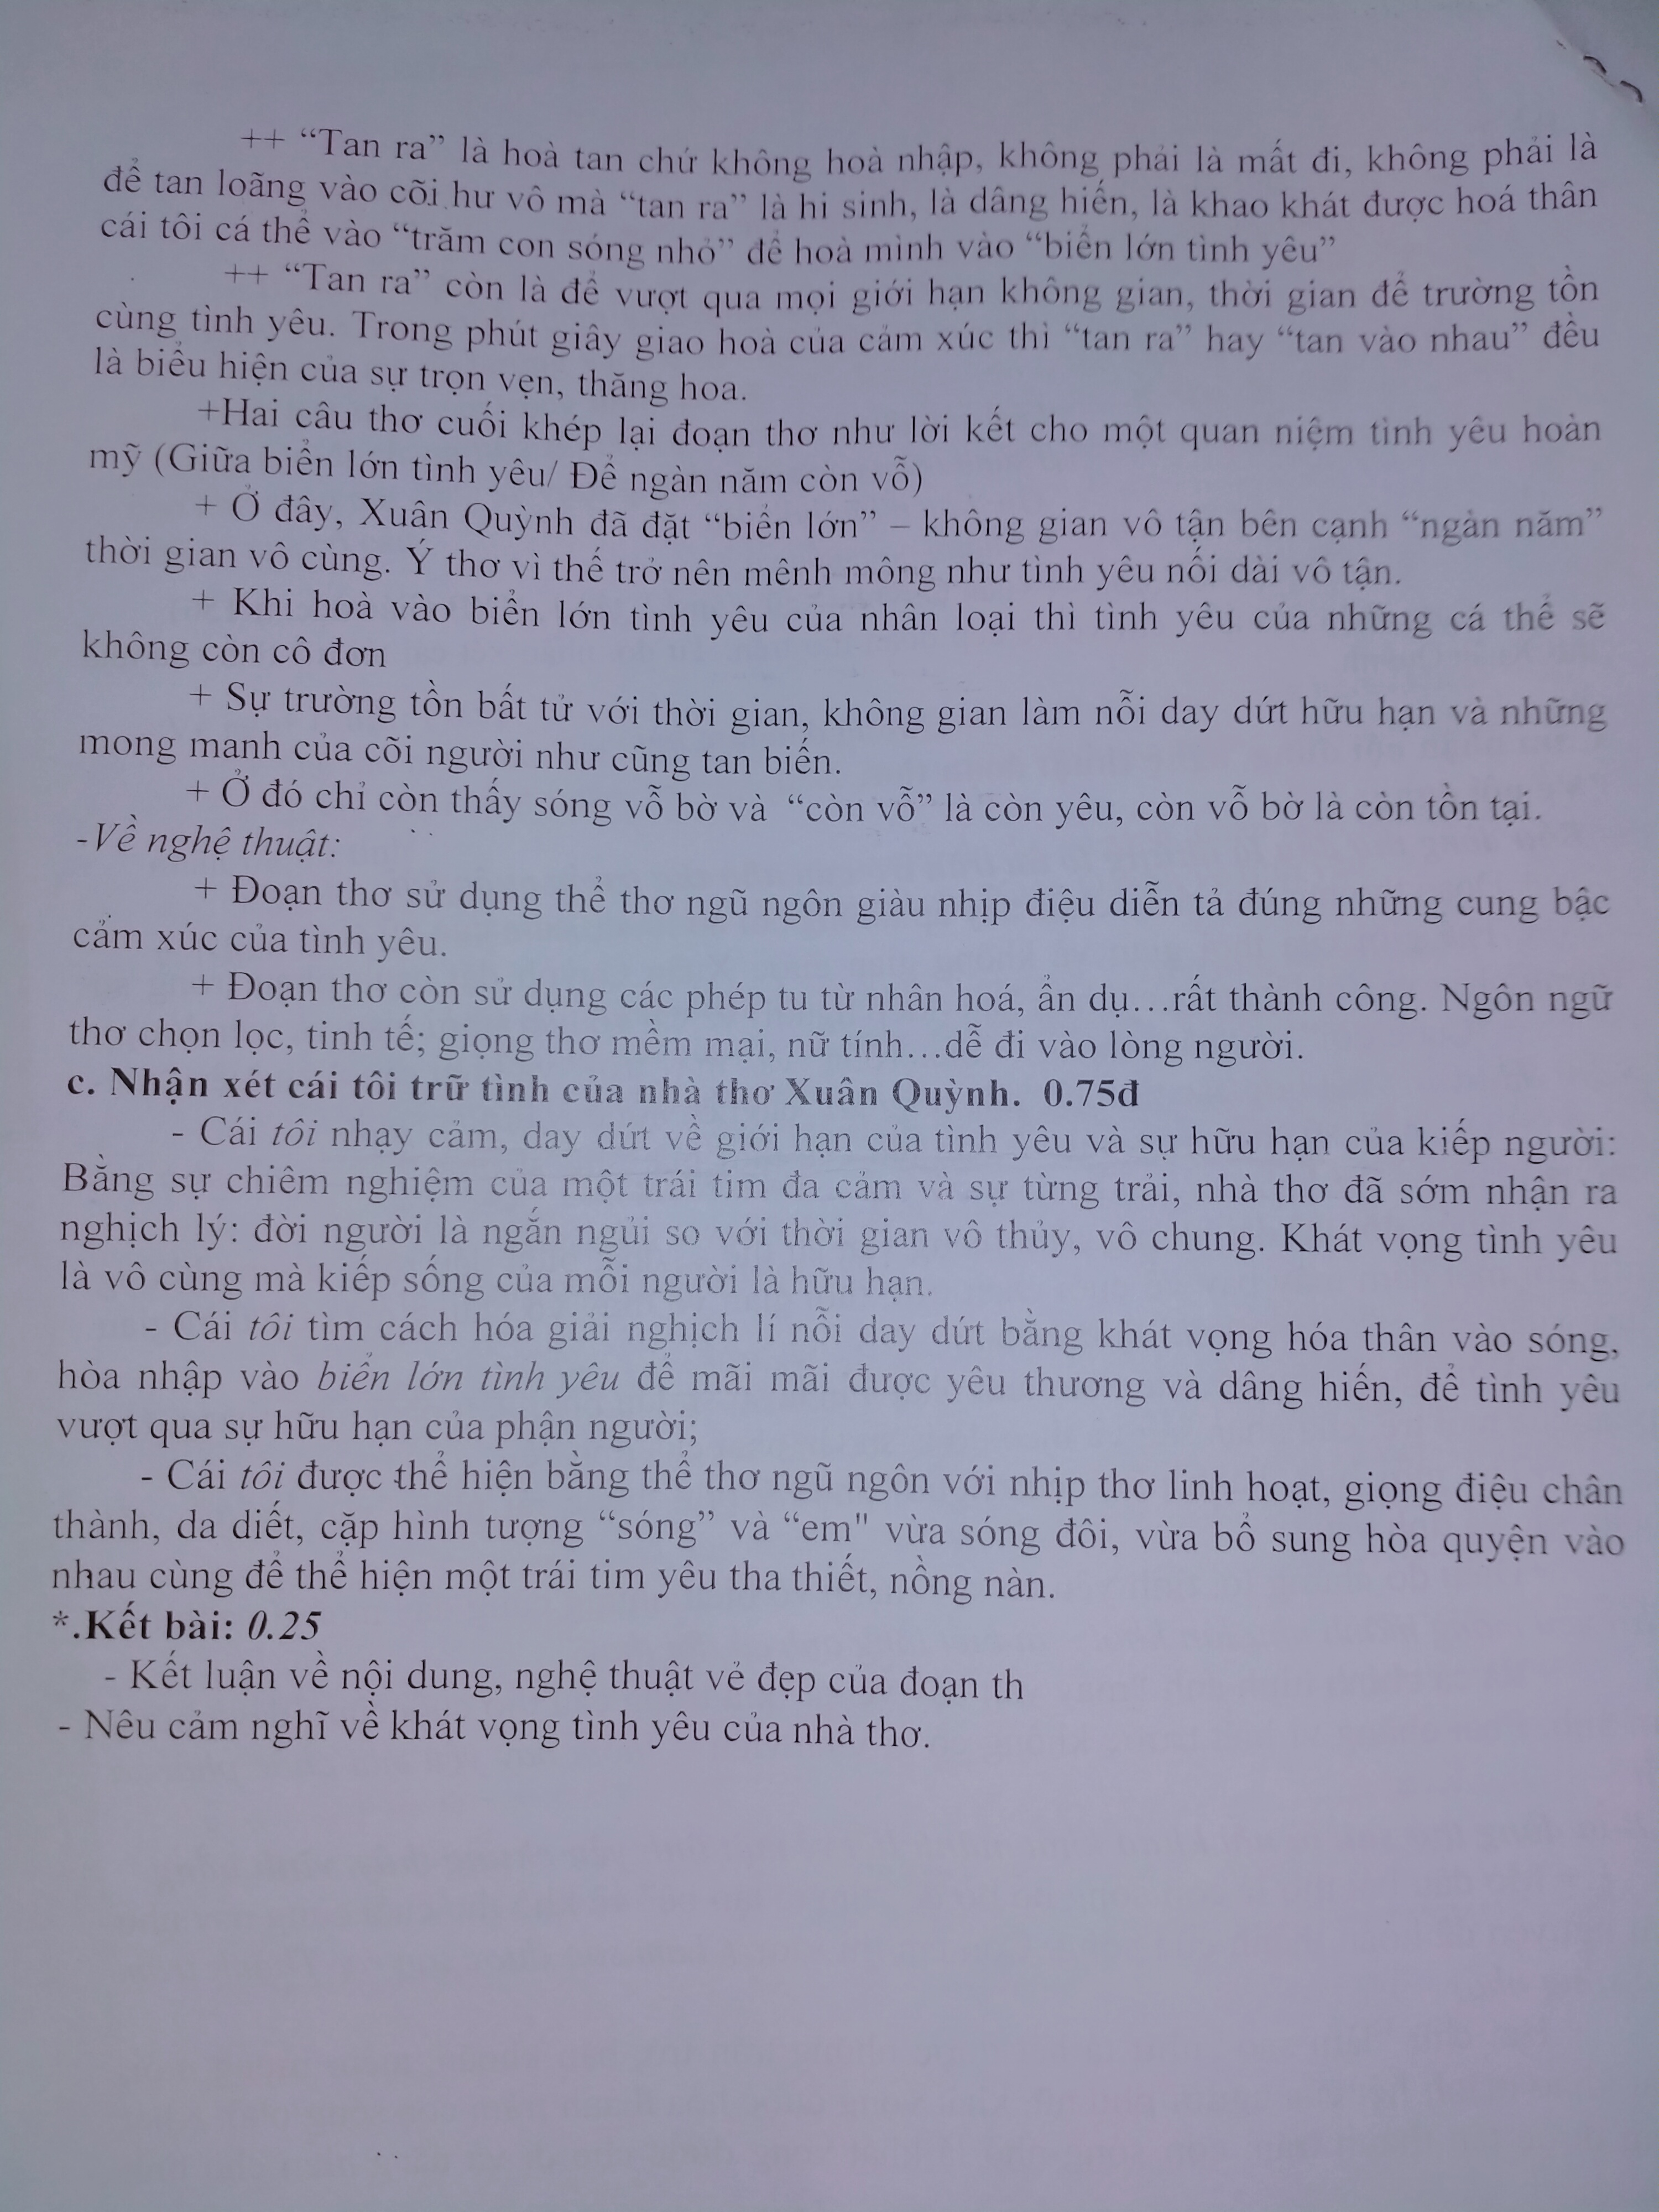 ++ “Tan ra” là hoà tan chứ không hoà nhập, không phải là mất đi, không phải là
để tan loãng vào cõi hư vô mà “tan ra” là hi sinh, là dâng hiến, là khao khát được hoá thân
cái tôi cá thể vào “trăm con sóng nhỏ” để hoà mình vào “biển lớn tình yêu”
++ “Tan ra” còn là để vượt qua mọi giới hạn không gian, thời gian để trường tồn
cùng tình yêu. Trong phút giây giao hoà của cảm xúc thì “tan ra” hay “tan vào nhau” đều
là biểu hiện của sự trọn vẹn, thăng hoa.
+Hai câu thơ cuối khép lại đoạn thơ như lời kết cho một quan niệm tình yêu hoàn
mỹ (Giữa biển lớn tình yêu/ Để ngàn năm còn vỗ)
+ Ở đây, Xuân Quỳnh đã đặt “biển lớn” – không gian vô tận bên cạnh “ngàn năm”
thời gian vô cùng. Ý thơ vì thế trở nên mênh mông như tình yêu nối dài vô tận.
+ Khi hoà vào biển lớn tình yêu của nhân loại thì tình yêu của những cá thể sẽ
không còn cô đơn
+ Sự trường tồn bất tử với thời gian, không gian làm nỗi day dứt hữu hạn và những
mong manh của cõi người như cũng tan biến.
+ Ở đó chỉ còn thấy sóng vỗ bờ và “còn vỗ” là còn yêu, còn vỗ bờ là còn tồn tại.
-Về nghệ thuật:
+ Đoạn thơ sử dụng thể thơ ngũ ngôn giàu nhịp điệu diễn tả đúng những cung bậc
cảm xúc của tình yêu.
+ Đoạn thơ còn sử dụng các phép tu từ nhân hoá, ẩn dụ…rất thành công. Ngôn ngữ
thơ chọn lọc, tinh tế; giọng thơ mềm mại, nữ tính…dễ đi vào lòng người.
c. Nhận xét cái tôi trữ tình của nhà thơ Xuân Quỳnh. 0.75đ
- Cái tôi nhạy cảm, day dứt về giới hạn của tình yêu và sự hữu hạn của kiếp người:
Bằng sự chiêm nghiệm của một trái tim đa cảm và sự từng trải, nhà thơ đã sớm nhận ra
nghịch lý: đời người là ngắn ngủi so với thời gian vô thủy, vô chung. Khát vọng tình yêu
là vô cùng mà kiếp sống của mỗi người là hữu hạn.
- Cái tôi tìm cách hóa giải nghịch lí nỗi day dứt bằng khát vọng hóa thân vào sóng,
hòa nhập vào biển lớn tình yêu để mãi mãi được yêu thương và dâng hiến, để tình yêu
vượt qua sự hữu hạn của phận người;
- Cái tôi được thể hiện bằng thể thơ ngũ ngôn với nhịp thơ linh hoạt, giọng điệu chân
thành, da diết, cặp hình tượng “sóng” và “em" vừa sóng đôi, vừa bổ sung hòa quyện vào
nhau cùng để thể hiện một trái tim yêu tha thiết, nồng nàn.
*.Kết bài: 0.25
- Kết luận về nội dung, nghệ thuật vẻ đẹp của đoạn th
- Nêu cảm nghĩ về khát vọng tình yêu của nhà thơ.